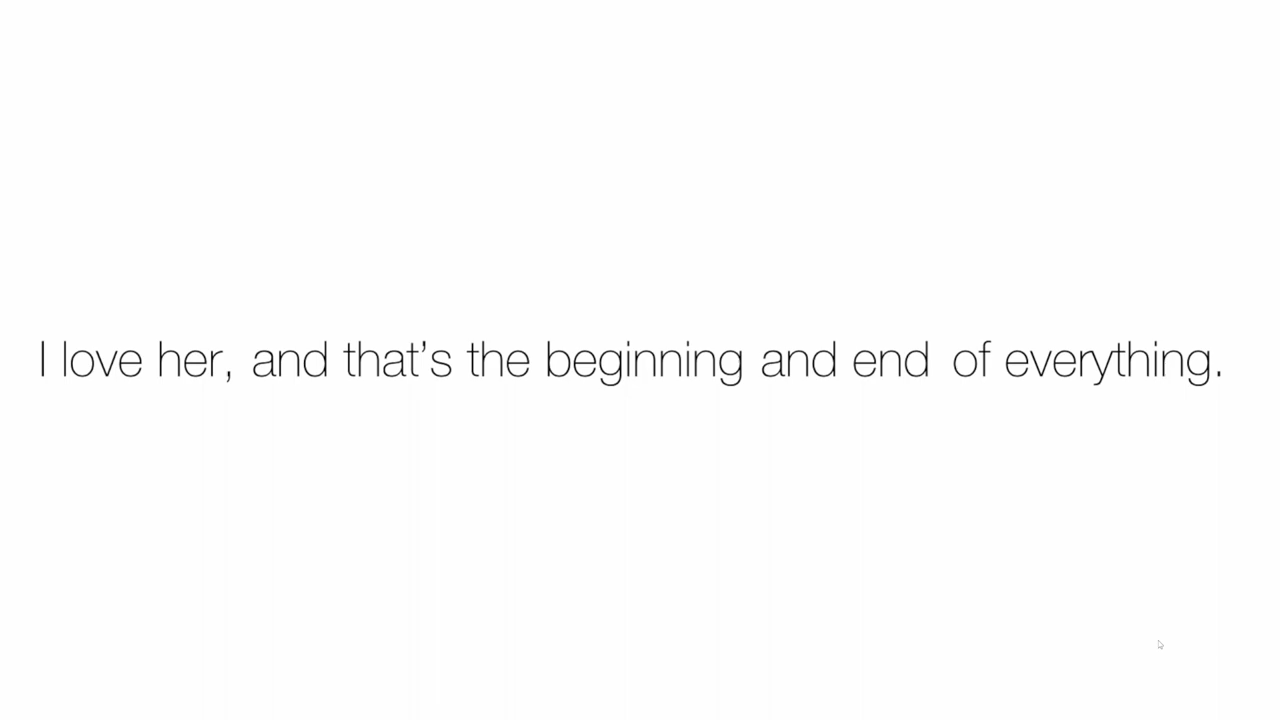 I love her, and that’s the beginning and end of everything.